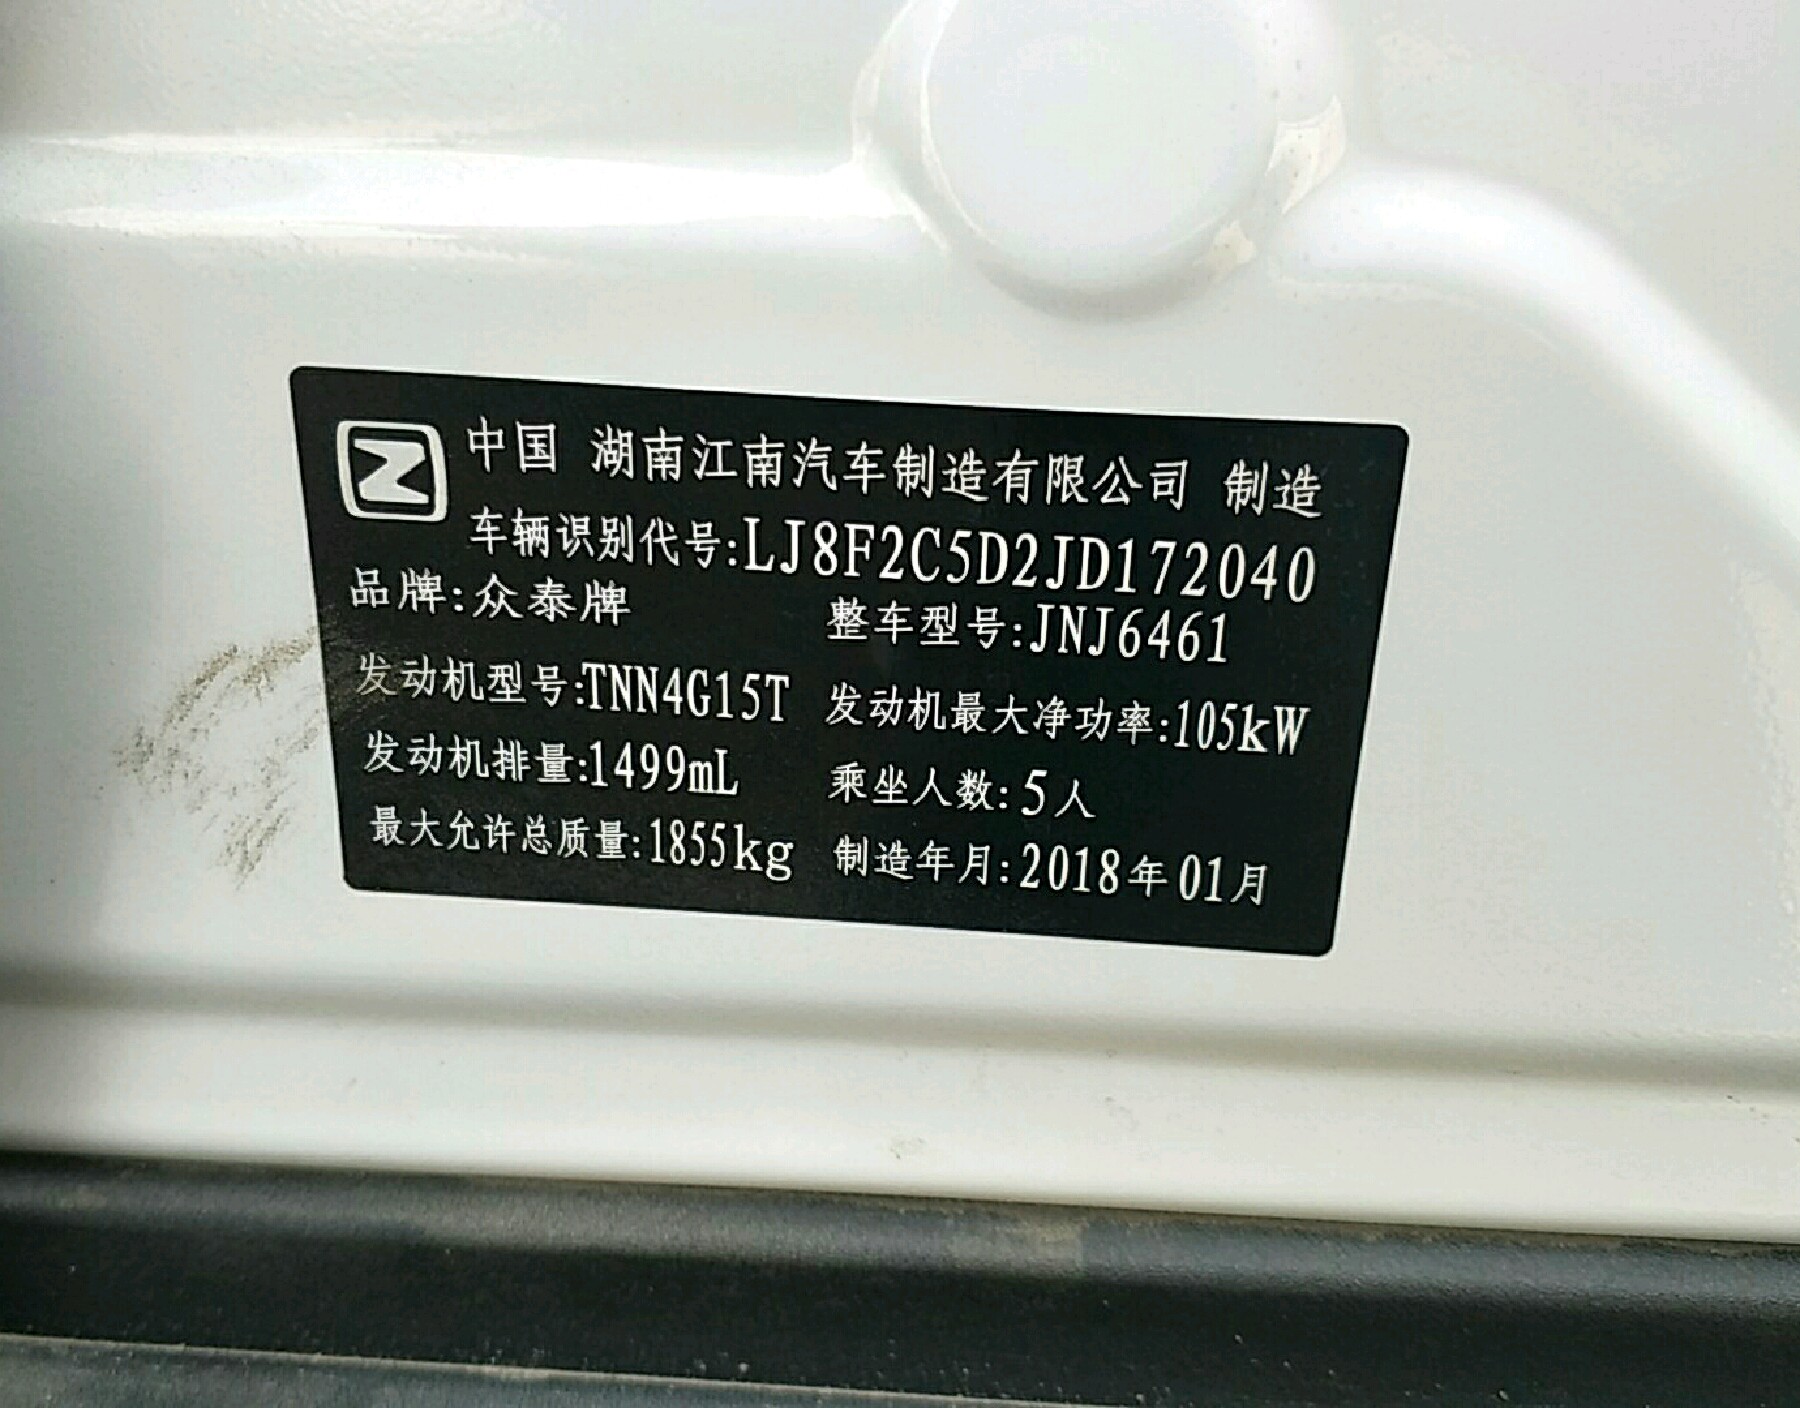 中国 湖南江南汽车制造有限公司 制造
车辆识别代号:LJ8F2C5D2JD172040
品牌:众泰牌 整车型号:JNJ6461
发动机型号:TNN4G15T 发动机最大净功率:105kW
发动机排量:1499mL 乘坐人数:5人
最大允许总质量:1855kg 制造年月:2018年01月